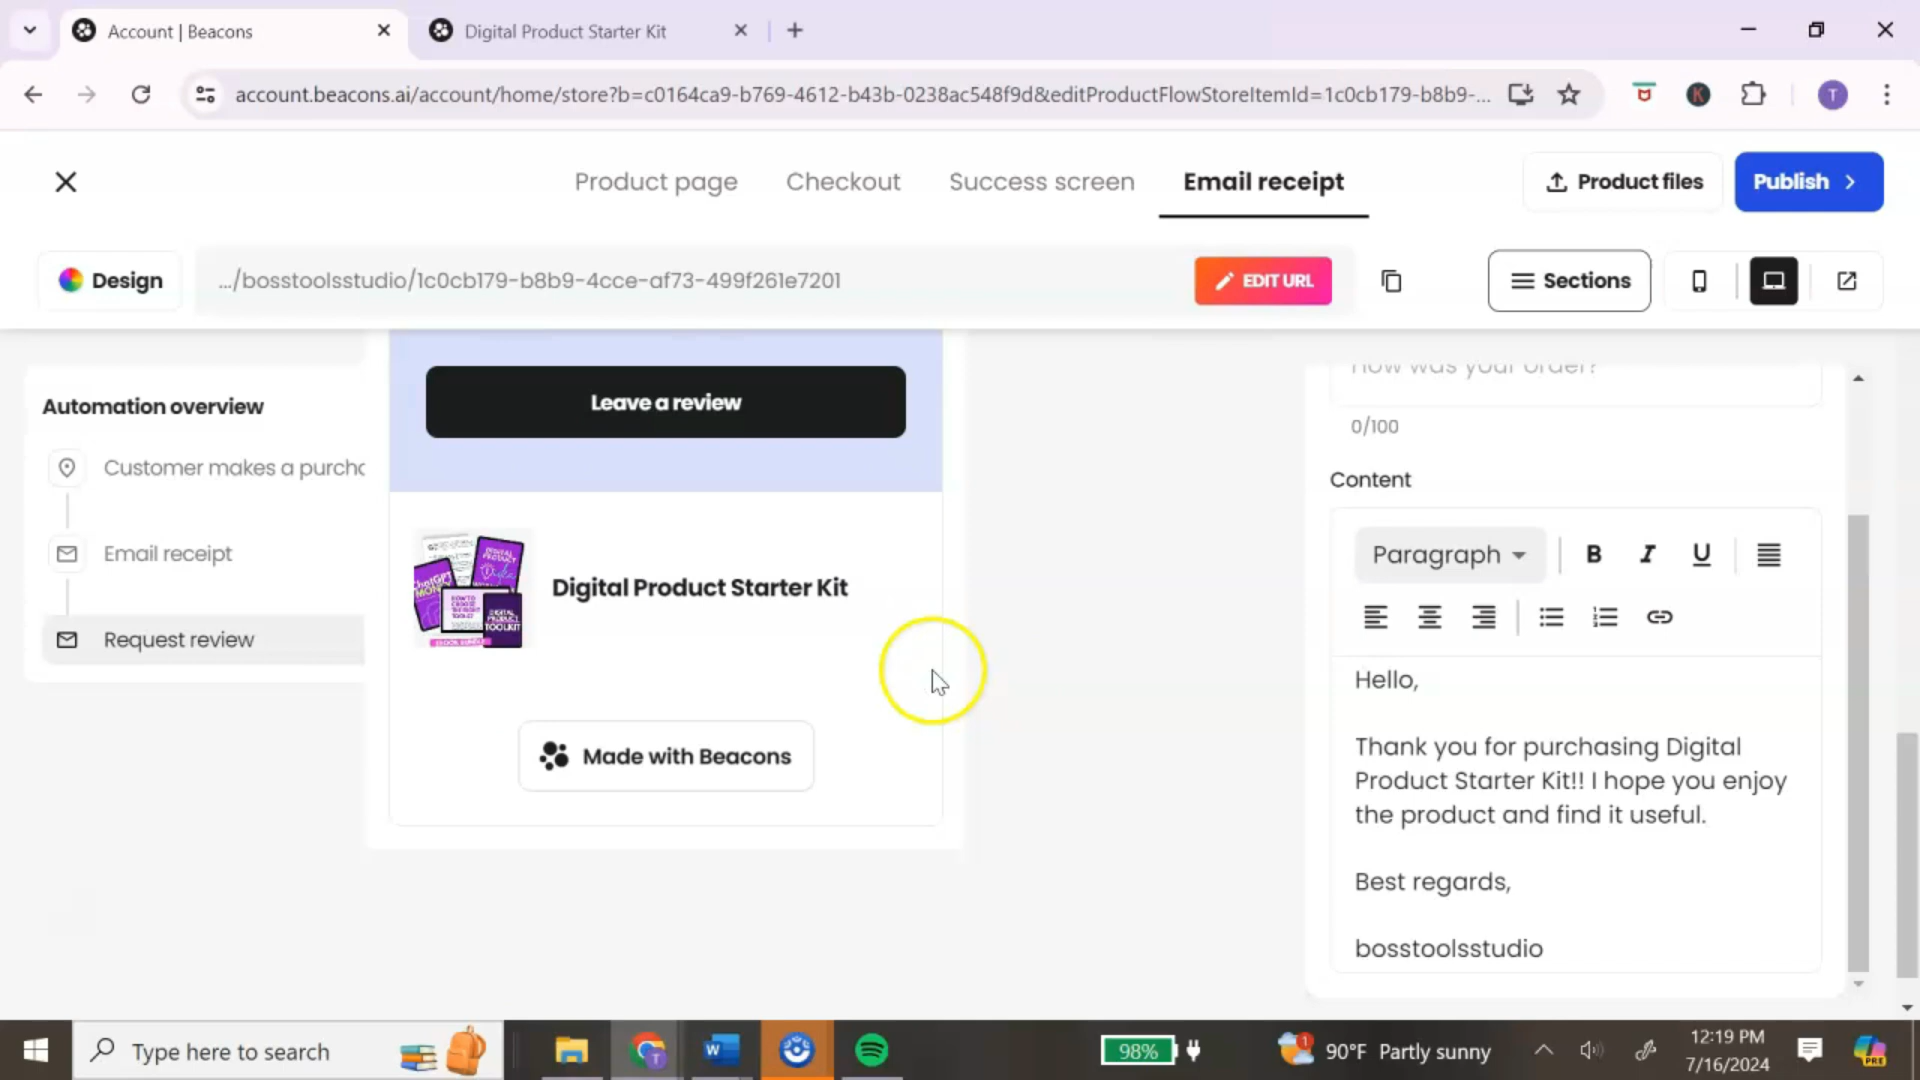 Account | Beacons
Digital Product Starter Kit
account.beacons.ai/account/home/store?b=c0164ca9-b769-4612-b43b-0238ac548f9d&editProductFlowStoreItemId=1c0cb179-b8b9-...
T
Product page
Checkout
Success screen
Email receipt
Product files
Publish
Design
.../bosstoolsstudio/1c0cb179-b8b9-4cce-af73-499f261e7201
EDIT URL
Sections
Automation overview
Customer makes a purcha
Email receipt
Request review
Leave a review
Digital Product Starter Kit
Made with Beacons
How was your order?
0/100
Content
Paragraph
B I U
Hello,
Thank you for purchasing Digital
Product Starter Kit!! I hope you enjoy
the product and find it useful.
Best regards,
bosstoolsstudio
Type here to search
98%
90°F Partly sunny
12:19 PM
7/16/2024